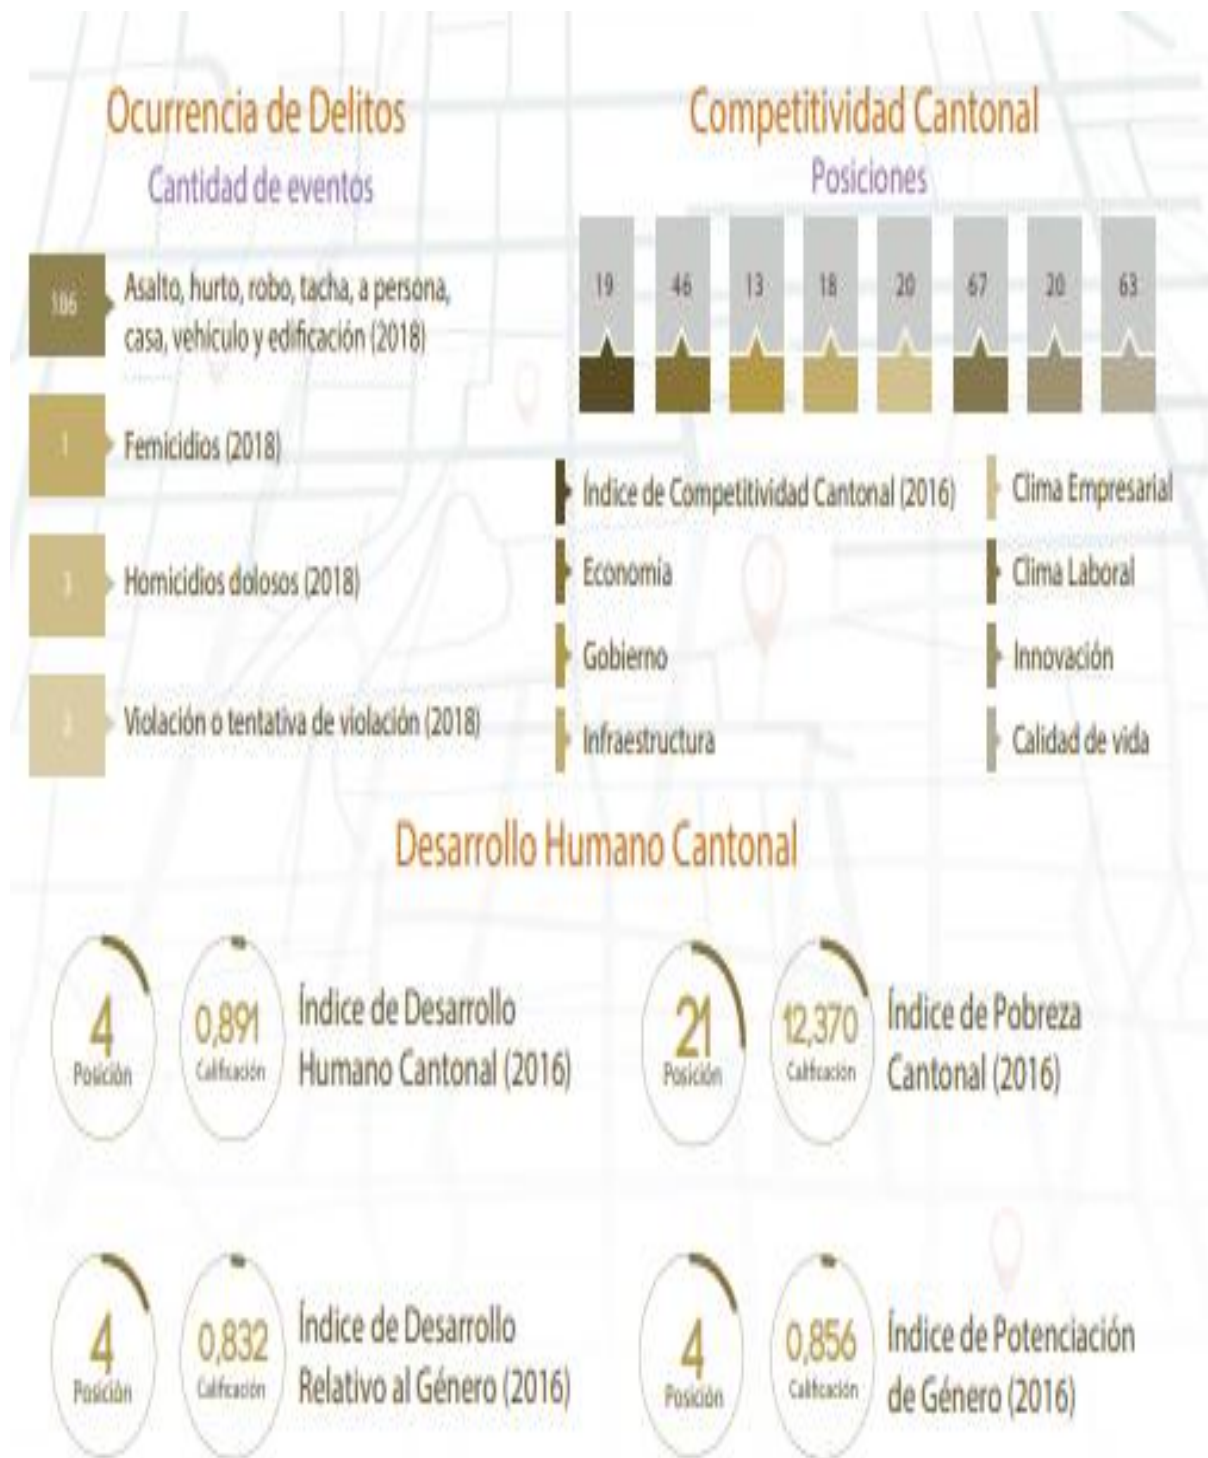 Ocurrencia de Delitos
Cantidad de eventos
186
Asalto, hurto, robo, tacha, a persona,
casa, vehículo y edificación (2018)
1
Femicidios (2018)
3
Homicidios dolosos (2018)
Violación o tentativa de violación (2018)
Competitividad Cantonal
Posiciones
19 46 13 18 20 67 20 63
Índice de Competitividad Cantonal (2016)
Economía
Gobierno
Infraestructura
Clima Empresarial
Clima Laboral
Innovación
Calidad de vida
Desarrollo Humano Cantonal
4
Posición
0,891
Calificación
Índice de Desarrollo
Humano Cantonal (2016)
21
Posición
12,370
Calificación
Índice de Pobreza
Cantonal (2016)
4
Posición
0,832
Calificación
Índice de Desarrollo
Relativo al Género (2016)
4
Posición
0,856
Calificación
Índice de Potenciación
de Género (2016)